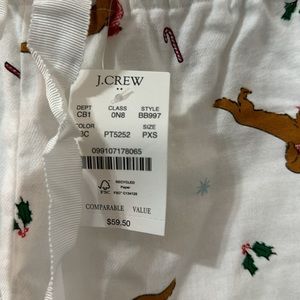 J.CREW
DEPT CLASS STYLE
CB1 0N8 BB997
COLOR SIZE
PT5252 PXS
099107178065
FSC
RECYCLED
Paper
COMPARABLE VALUE
$59.50